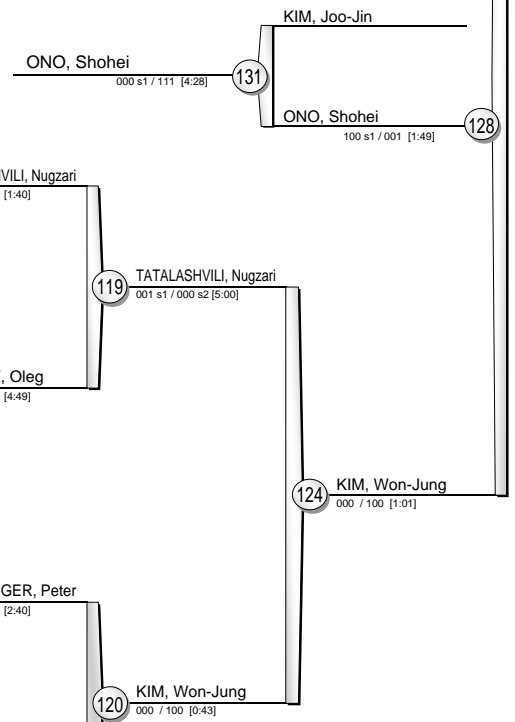 KIM, Joo-Jin
ONO, Shohei
000 s1 / 111 [4:28]
131
ONO, Shohei
100 s1 / 001 [1:49]
128
VILI, Nugzari
[1:40]
119
TATALASHVILI, Nugzari
001 s1 / 000 s2 [5:00]
, Oleg
[4:49]
124
KIM, Won-Jung
000 / 100 [1:01]
GER, Peter
[2:40]
120
KIM, Won-Jung
000 / 100 [0:43]